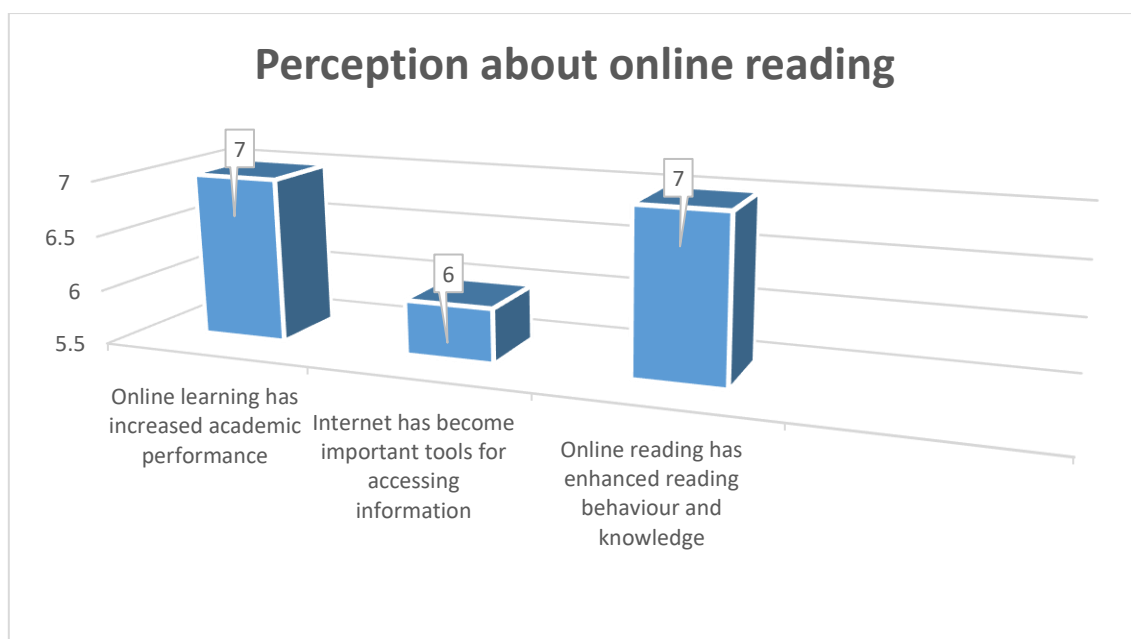 Perception about online reading
7
6
7
7
6.5
6
5.5
Online learning has
increased academic
performance
Internet has become
important tools for
accessing
information
Online reading has
enhanced reading
behaviour and
knowledge